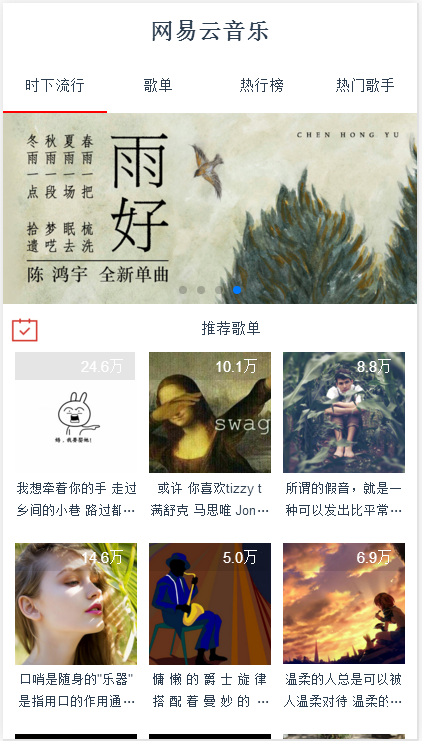 网易云音乐
时下流行 歌单 热行榜 热门歌手
CHEN HONG YU
春雨一把 梳洗
夏雨一场 眠去
秋雨一段 梦呓
冬雨一点 拾遗
雨好
陈鸿宇 全新单曲
推荐歌单
24.6万
嗯,我要娶她!
我想牵着你的手 走过
乡间的小巷 路过都…
10.1万
swag
或许 你喜欢tizzy t
满舒克 马思唯 Jon…
8.8万
所谓的假音，就是一
种可以发出比平常…
14.6万
口哨是随身的"乐器"
是指用口的作用通…
5.0万
慵懒的爵士旋律
搭配着曼妙的…
6.9万
温柔的人总是可以被
人温柔对待 温柔的…